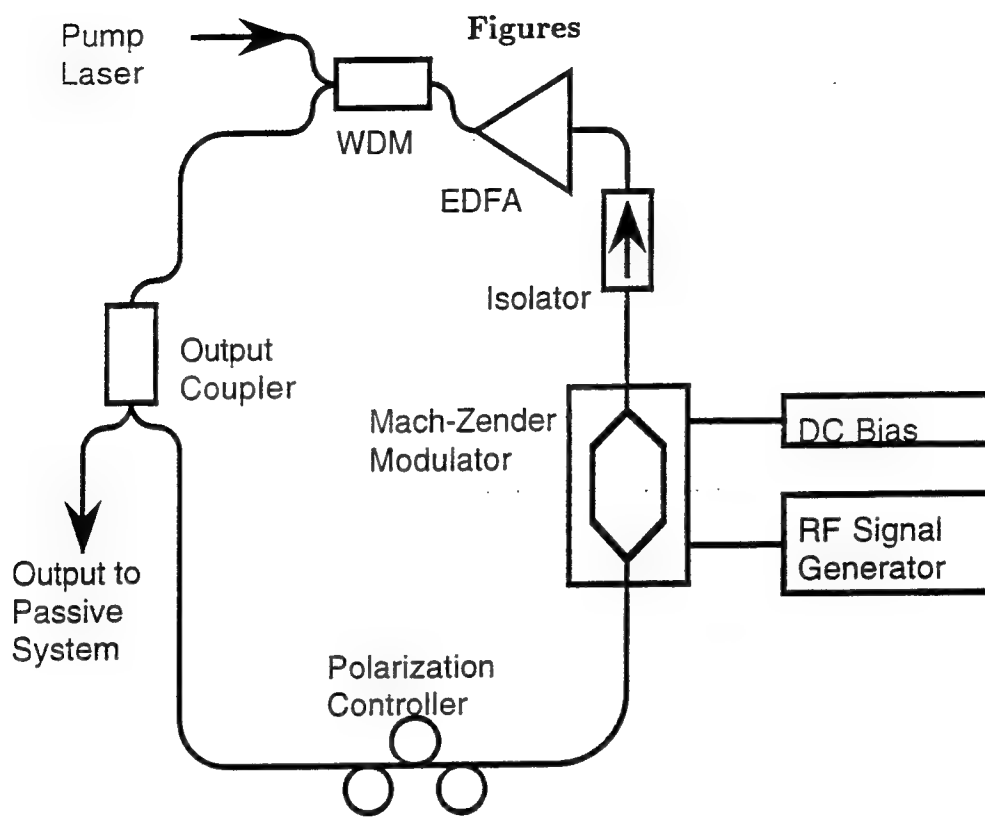 Figures
Pump
Laser
WDM
EDFA
Isolator
Output
Coupler
Mach-Zender
Modulator
DC Bias
RF Signal
Generator
Output to
Passive
System
Polarization
Controller